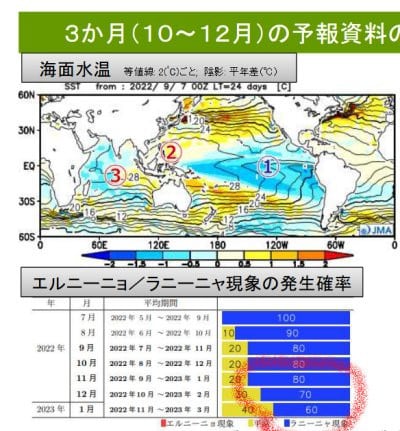 3か月(10～12月)の予報資料の
海面水温 等値線:2(℃)ごと, 陰影:平年差(℃)
SST from : 2022/ 9/ 7 00Z LT=24 days [C]
60N
30N
EQ
30S
60S
20
24
28
24
28
20
24
20
16
12
20
16
12
1
2
3
JMA
0 60E 120E 180 120W 60W 0
-2 -1 -0.5 0 0.5 1 2
エルニーニョ/ラニーニャ現象の発生確率
年 月 平均期間
7月 2022年5月 ～2022年 9月 100
8月 2022年6月 ～2022年10月 10 90
2022年 9月 2022年7月 ～2022年11月 20 80
10月 2022年8月 ～2022年12月 20 80
11月 2022年9月 ～2023年 1月 20 80
12月 2022年10月 ～2023年 2月 30 70
2023年 1月 2022年11月 ～2023年 3月 40 60
エルニーニョ現象 平 ラニーニャ現象